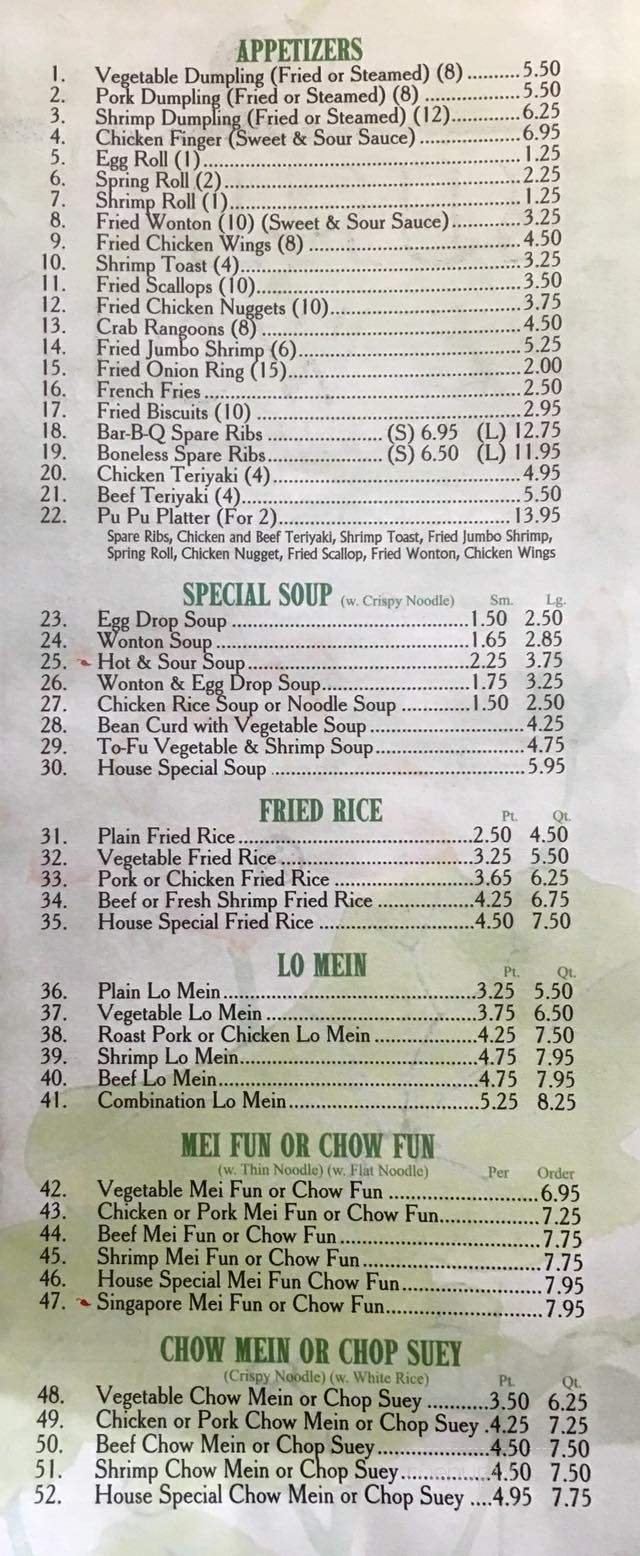 APPETIZERS
1. Vegetable Dumpling (Fried or Steamed) (8) ..........5.50
2. Pork Dumpling (Fried or Steamed) (8) ..................5.50
3. Shrimp Dumpling (Fried or Steamed) (12).............6.25
4. Chicken Finger (Sweet & Sour Sauce) ...................6.95
5. Egg Roll (1)............................................................1.25
6. Spring Roll (2).......................................................2.25
7. Shrimp Roll (1)......................................................1.25
8. Fried Wonton (10) (Sweet & Sour Sauce).............3.25
9. Fried Chicken Wings (8) ........................................4.50
10. Shrimp Toast (4)....................................................3.25
11. Fried Scallops (10).................................................3.50
12. Fried Chicken Nuggets (10)...................................3.75
13. Crab Rangoons (8) ................................................4.50
14. Fried Jumbo Shrimp (6).........................................5.25
15. Fried Onion Ring (15)...........................................2.00
16. French Fries ...........................................................2.50
17. Fried Biscuits (10) .................................................2.95
18. Bar-B-Q Spare Ribs ...................... (S) 6.95 (L) 12.75
19. Boneless Spare Ribs...................... (S) 6.50 (L) 11.95
20. Chicken Teriyaki (4)...............................................4.95
21. Beef Teriyaki (4).....................................................5.50
22. Pu Pu Platter (For 2).............................................13.95
Spare Ribs, Chicken and Beef Teriyaki, Shrimp Toast, Fried Jumbo Shrimp,
Spring Roll, Chicken Nugget, Fried Scallop, Fried Wonton, Chicken Wings
SPECIAL SOUP (w. Crispy Noodle) Sm. Lg.
23. Egg Drop Soup .............................................1.50 2.50
24. Wonton Soup................................................1.65 2.85
25. Hot & Sour Soup..........................................2.25 3.75
26. Wonton & Egg Drop Soup............................1.75 3.25
27. Chicken Rice Soup or Noodle Soup .............1.50 2.50
28. Bean Curd with Vegetable Soup .............................4.25
29. To-Fu Vegetable & Shrimp Soup............................4.75
30. House Special Soup ................................................5.95
FRIED RICE Pt. Qt.
31. Plain Fried Rice.............................................2.50 4.50
32. Vegetable Fried Rice .....................................3.25 5.50
33. Pork or Chicken Fried Rice ..........................3.65 6.25
34. Beef or Fresh Shrimp Fried Rice ..................4.25 6.75
35. House Special Fried Rice .............................4.50 7.50
LO MEIN Pt. Qt.
36. Plain Lo Mein................................................3.25 5.50
37. Vegetable Lo Mein ........................................3.75 6.50
38. Roast Pork or Chicken Lo Mein ...................4.25 7.50
39. Shrimp Lo Mein.............................................4.75 7.95
40. Beef Lo Mein.................................................4.75 7.95
41. Combination Lo Mein....................................5.25 8.25
MEI FUN OR CHOW FUN
(w. Thin Noodle) (w. Flat Noodle) Per Order
42. Vegetable Mei Fun or Chow Fun .............................6.95
43. Chicken or Pork Mei Fun or Chow Fun...................7.25
44. Beef Mei Fun or Chow Fun......................................7.75
45. Shrimp Mei Fun or Chow Fun..................................7.75
46. House Special Mei Fun Chow Fun...........................7.95
47. Singapore Mei Fun or Chow Fun.............................7.95
CHOW MEIN OR CHOP SUEY
(Crispy Noodle) (w. White Rice) Pt. Qt.
48. Vegetable Chow Mein or Chop Suey ...........3.50 6.25
49. Chicken or Pork Chow Mein or Chop Suey .4.25 7.25
50. Beef Chow Mein or Chop Suey.....................4.50 7.50
51. Shrimp Chow Mein or Chop Suey.................4.50 7.50
52. House Special Chow Mein or Chop Suey ....4.95 7.75